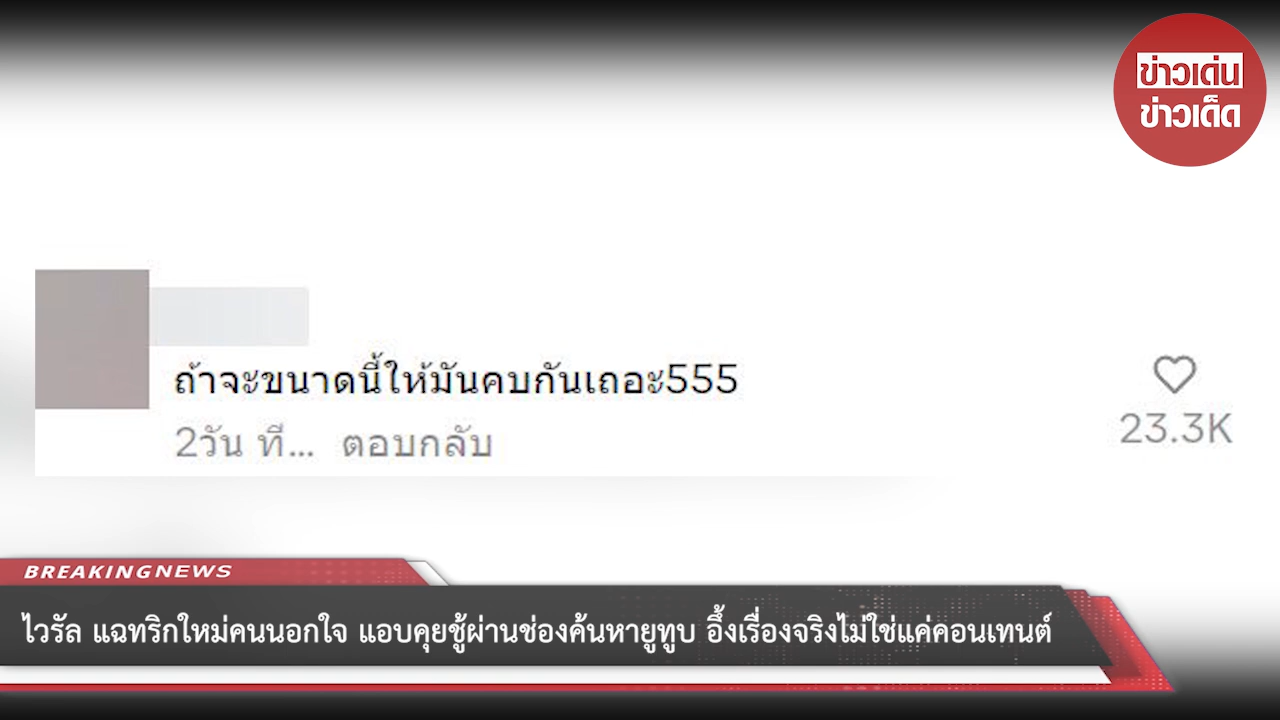 ข่าวเด่น
ข่าวเด็ด
ถ้าจะขนาดนี้ให้มันคบกันเถอะ555
2วัน ที่... ตอบกลับ
23.3K
BREAKINGNEWS
ไวรัล แฉทริกใหม่คนนอกใจ แอบคุยชู้ผ่านช่องค้นหายูทูบ อึ้งเรื่องจริงไม่ใช่แค่คอนเทนต์